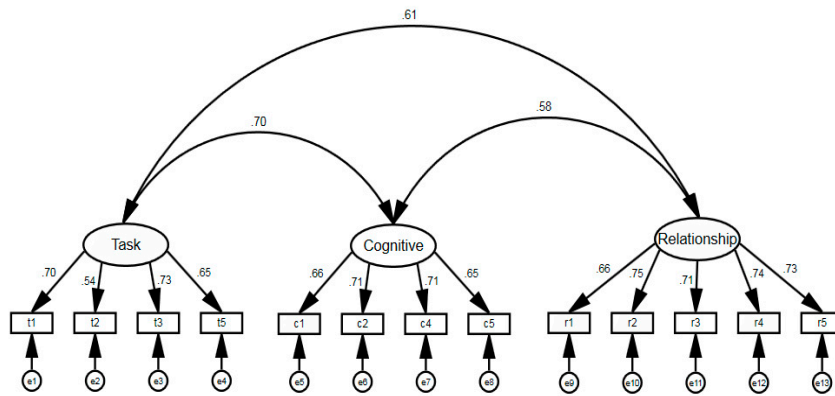 .61
.70
.58
Task
Cognitive
Relationship
.70 .54 .73 .65
.66 .71 .71 .65
.66 .75 .71 .74 .73
t1 t2 t3 t5
c1 c2 c4 c5
r1 r2 r3 r4 r5
e1 e2 e3 e4 e5 e6 e7 e8 e9 e10 e11 e12 e13